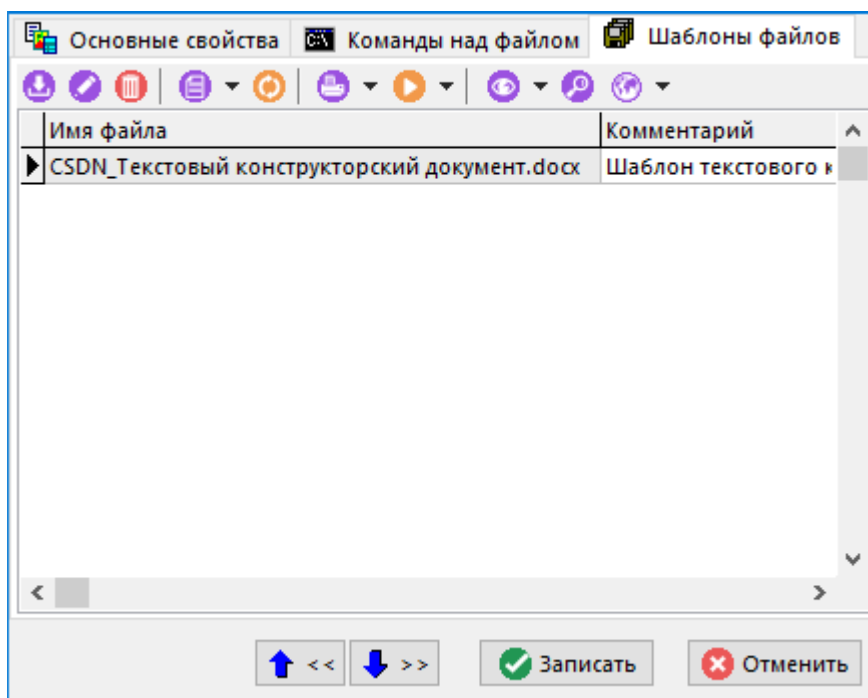 Основные свойства Команды над файлом Шаблоны файлов
Имя файла Комментарий
CSDN_Текстовый конструкторский документ.docx Шаблон текстового к
<< >> Записать Отменить